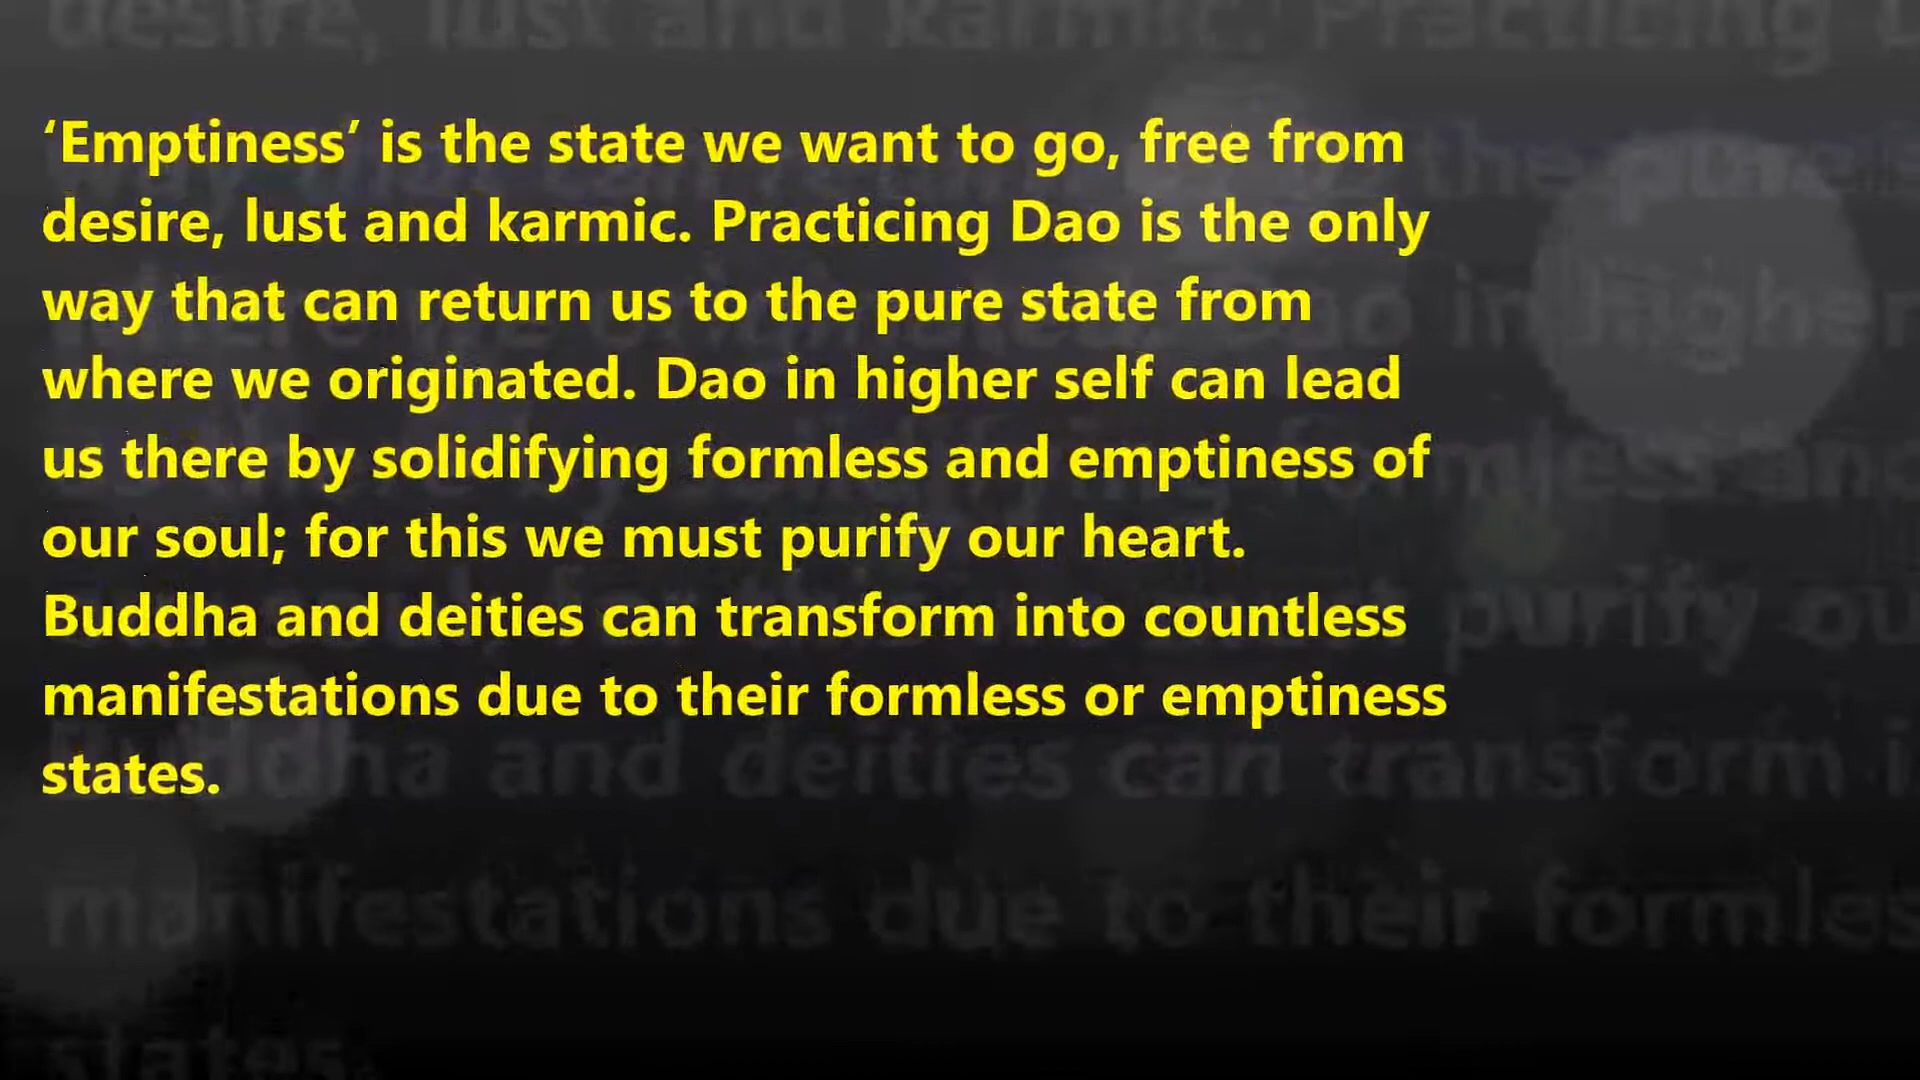 ‘Emptiness’ is the state we want to go, free from
desire, lust and karmic. Practicing Dao is the only
way that can return us to the pure state from
where we originated. Dao in higher self can lead
us there by solidifying formless and emptiness of
our soul; for this we must purify our heart.
Buddha and deities can transform into countless
manifestations due to their formless or emptiness
states.